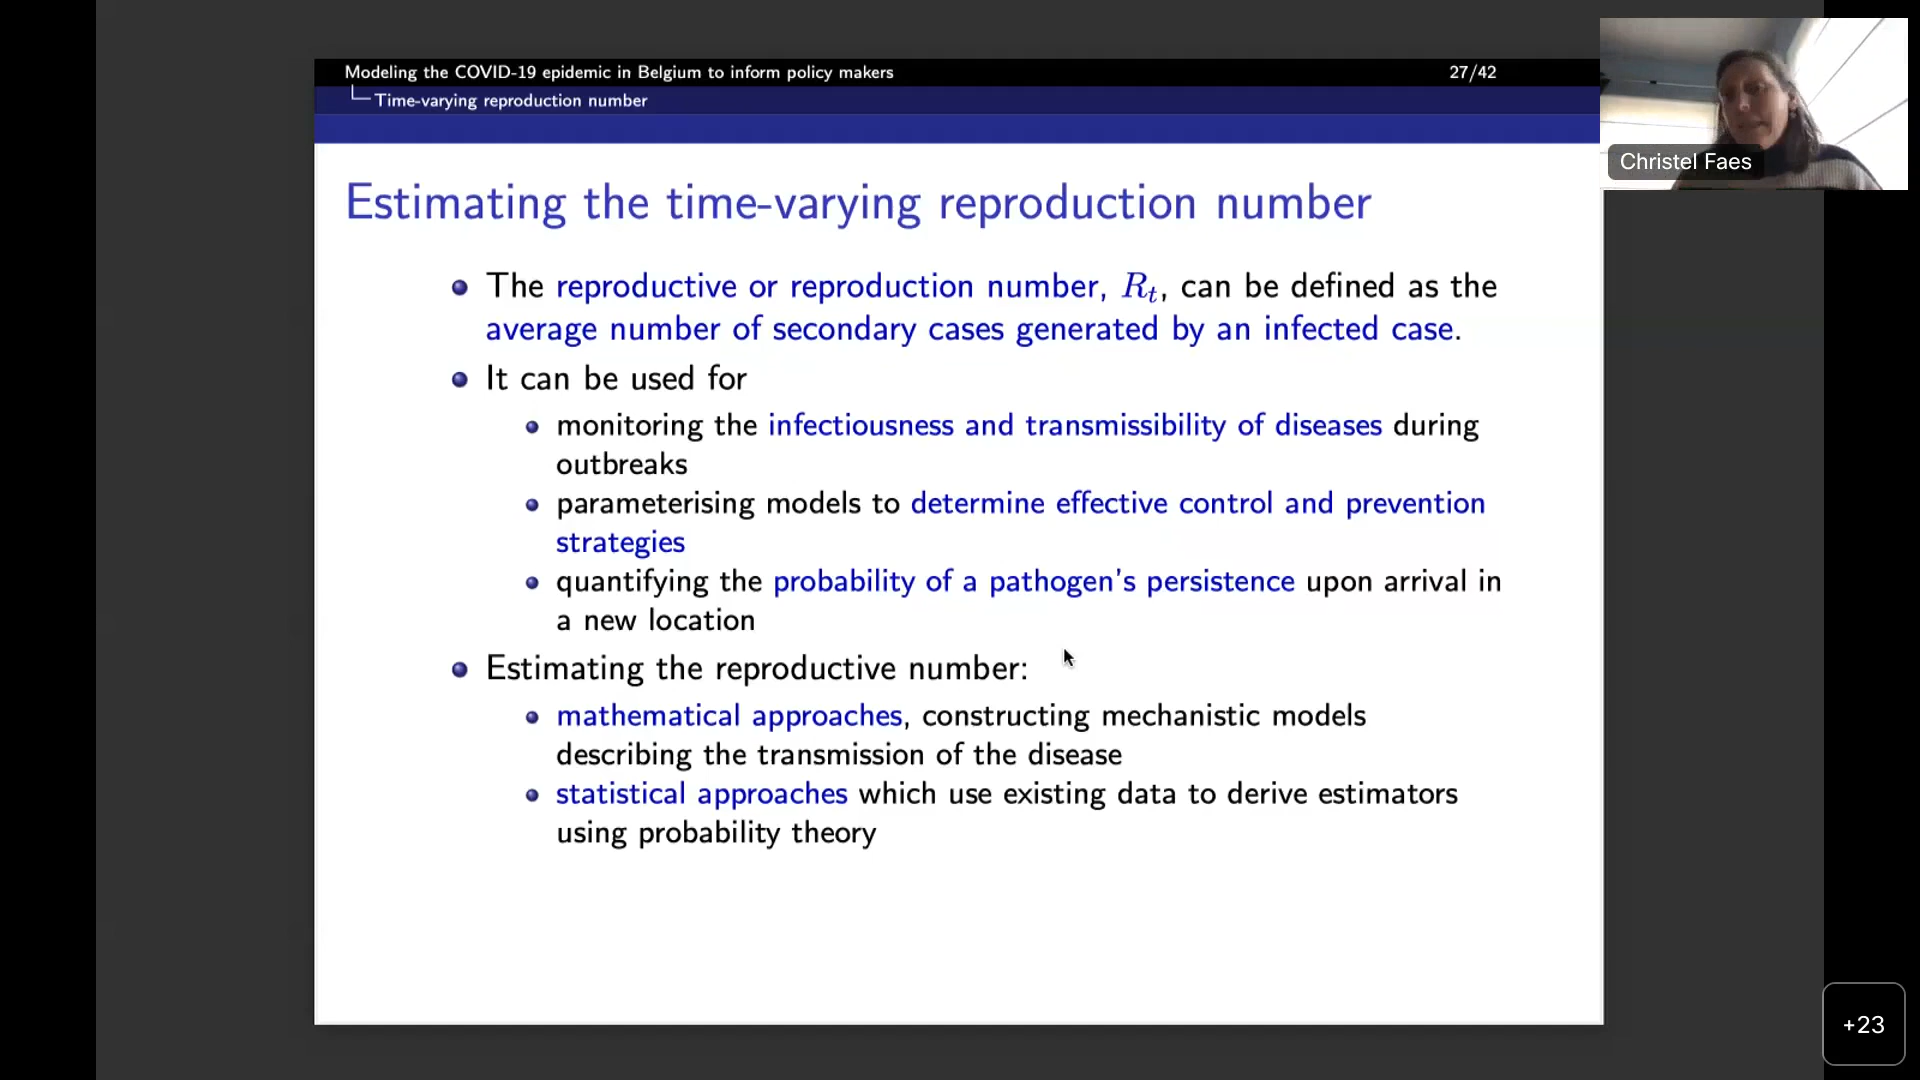 Modeling the COVID-19 epidemic in Belgium to inform policy makers 27/42
Time-varying reproduction number
Christel Faes
Estimating the time-varying reproduction number
The reproductive or reproduction number, Rt, can be defined as the
average number of secondary cases generated by an infected case.
It can be used for
monitoring the infectiousness and transmissibility of diseases during
outbreaks
parameterising models to determine effective control and prevention
strategies
quantifying the probability of a pathogen's persistence upon arrival in
a new location
Estimating the reproductive number:
mathematical approaches, constructing mechanistic models
describing the transmission of the disease
statistical approaches which use existing data to derive estimators
using probability theory
+23